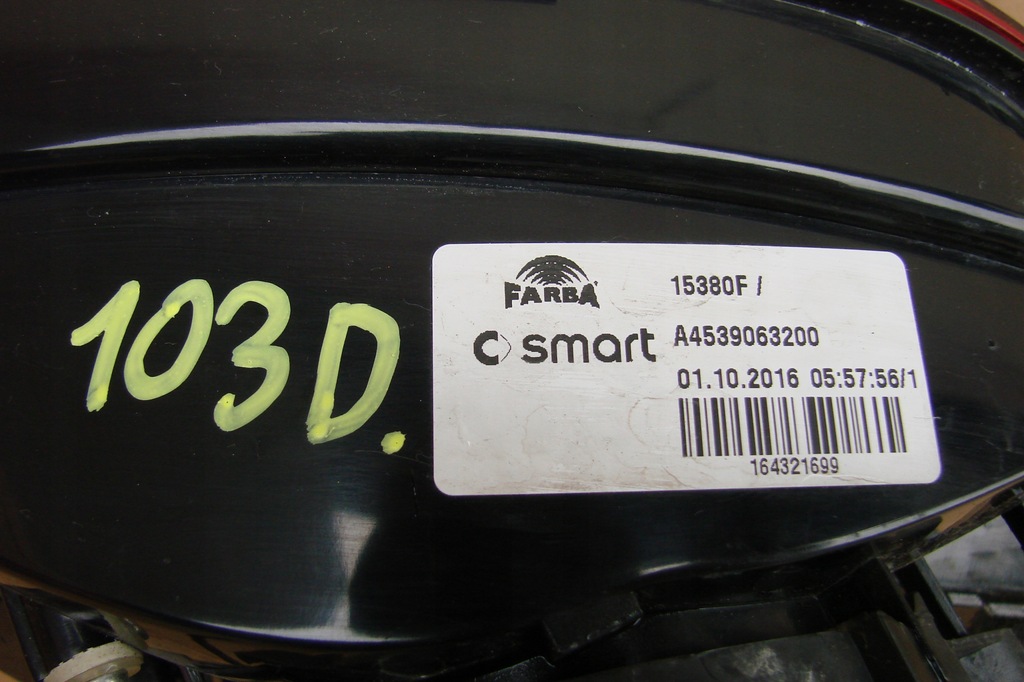 103D.
FARBA
15380F /
smart
A4539063200
01.10.2016 05:57:56/1
164321699